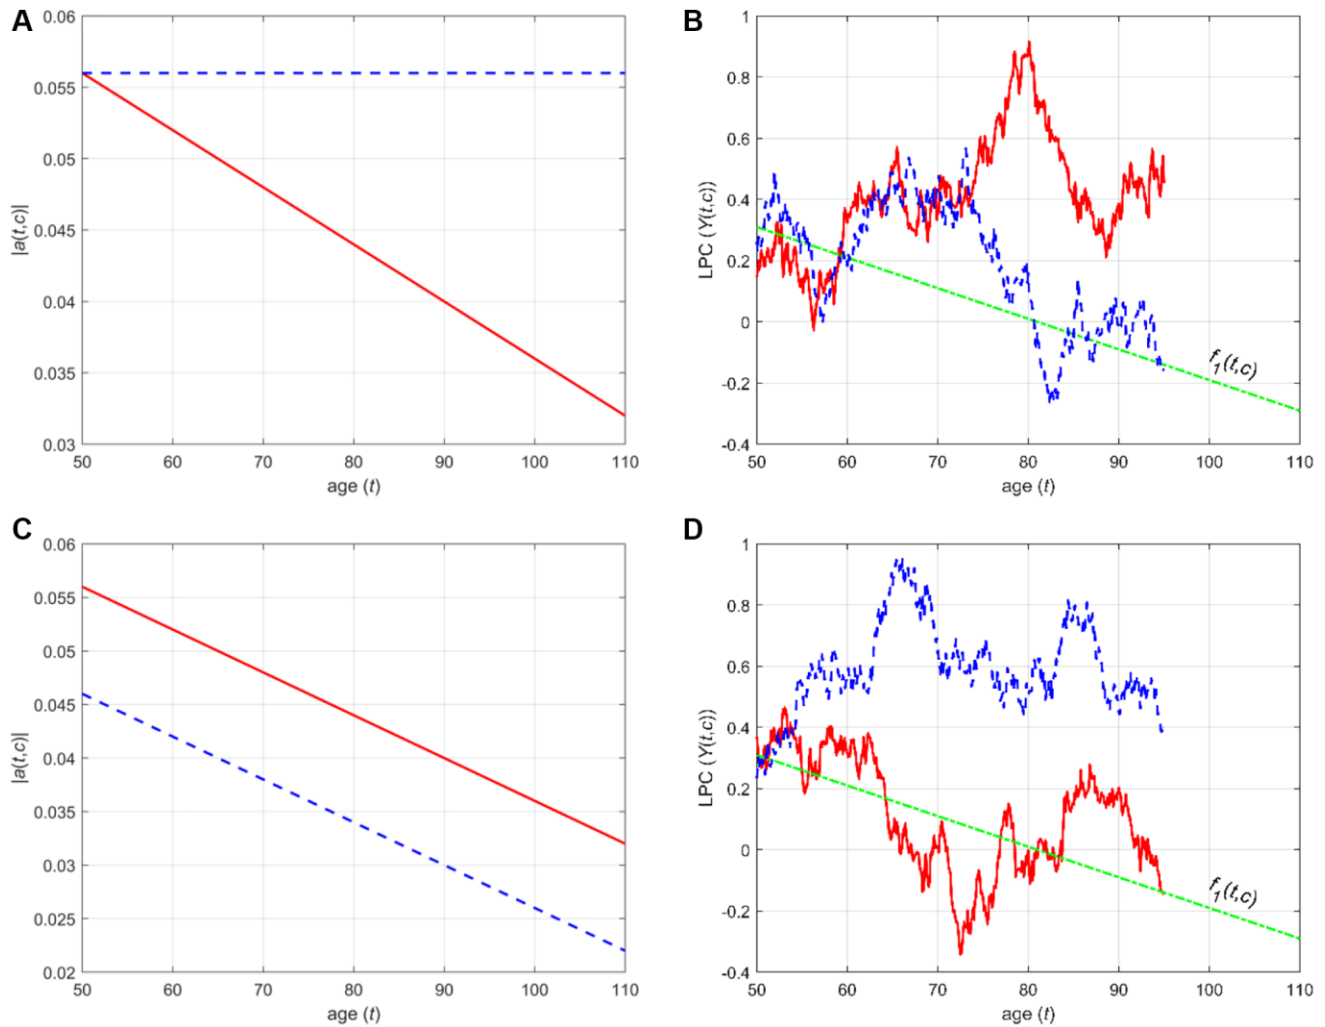 A
0.06
0.055
0.05
0.045
0.04
0.035
0.03
|a(t,c)|
50 60 70 80 90 100 110
age (t)
B
1
0.8
0.6
0.4
0.2
0
-0.2
-0.4
LPC (Y(t,c))
f1(t,c)
50 60 70 80 90 100 110
age (t)
C
0.06
0.055
0.05
0.045
0.04
0.035
0.03
0.025
0.02
|a(t,c)|
50 60 70 80 90 100 110
age (t)
D
1
0.8
0.6
0.4
0.2
0
-0.2
-0.4
LPC (Y(t,c))
f1(t,c)
50 60 70 80 90 100 110
age (t)